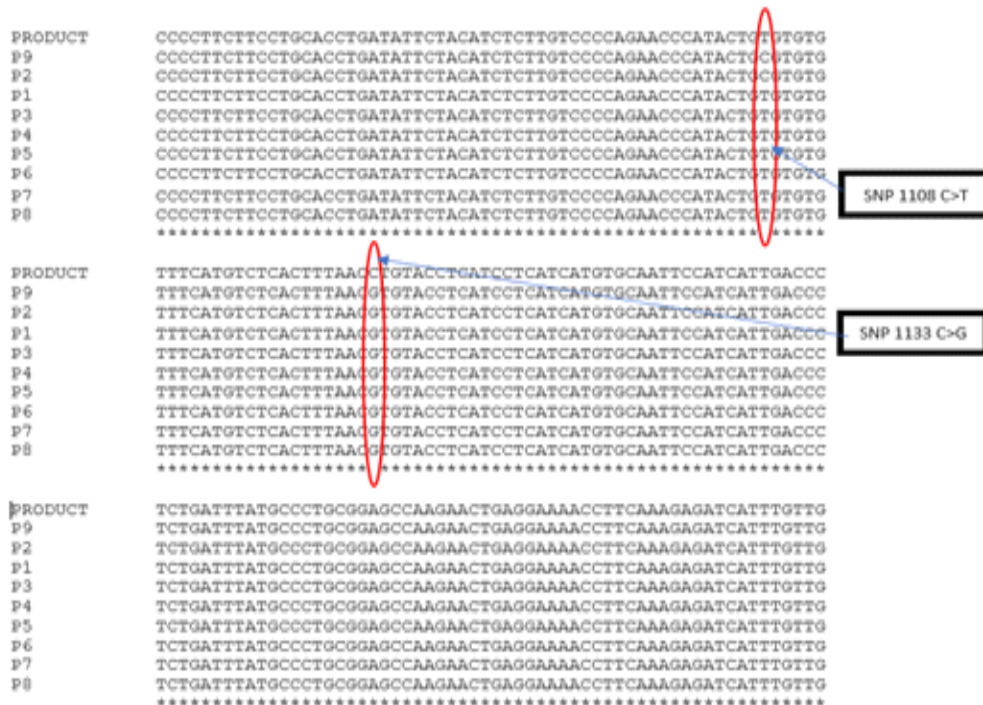 PRODUCT CCCCTTCTTCCTGCACCTGATATTCTACATCTCTTGTCCCCAGAACCCATACTGTGTGTG
P9 CCCCTTCTTCCTGCACCTGATATTCTACATCTCTTGTCCCCAGAACCCATACTGCGTGTG
P2 CCCCTTCTTCCTGCACCTGATATTCTACATCTCTTGTCCCCAGAACCCATACTGCGTGTG
P1 CCCCTTCTTCCTGCACCTGATATTCTACATCTCTTGTCCCCAGAACCCATACTGTGTGTG
P3 CCCCTTCTTCCTGCACCTGATATTCTACATCTCTTGTCCCCAGAACCCATACTGTGTGTG
P4 CCCCTTCTTCCTGCACCTGATATTCTACATCTCTTGTCCCCAGAACCCATACTGTGTGTG
P5 CCCCTTCTTCCTGCACCTGATATTCTACATCTCTTGTCCCCAGAACCCATACTGTGTGTG
P6 CCCCTTCTTCCTGCACCTGATATTCTACATCTCTTGTCCCCAGAACCCATACTGTGTGTG
P7 CCCCTTCTTCCTGCACCTGATATTCTACATCTCTTGTCCCCAGAACCCATACTGTGTGTG
P8 CCCCTTCTTCCTGCACCTGATATTCTACATCTCTTGTCCCCAGAACCCATACTGTGTGTG
************************************************************
SNP 1108 C>T
PRODUCT TTTCATGTCTCACTTTAACCTGTACCTCATCCTCATCATGTGCAATTCCATCATTGACCC
P9 TTTCATGTCTCACTTTAACGTGTACCTCATCCTCATCATGTGCAATTCCATCATTGACCC
P2 TTTCATGTCTCACTTTAACGTGTACCTCATCCTCATCATGTGCAATTCCATCATTGACCC
P1 TTTCATGTCTCACTTTAACGTGTACCTCATCCTCATCATGTGCAATTCCATCATTGACCC
P3 TTTCATGTCTCACTTTAACGTGTACCTCATCCTCATCATGTGCAATTCCATCATTGACCC
P4 TTTCATGTCTCACTTTAACGTGTACCTCATCCTCATCATGTGCAATTCCATCATTGACCC
P5 TTTCATGTCTCACTTTAACGTGTACCTCATCCTCATCATGTGCAATTCCATCATTGACCC
P6 TTTCATGTCTCACTTTAACGTGTACCTCATCCTCATCATGTGCAATTCCATCATTGACCC
P7 TTTCATGTCTCACTTTAACGTGTACCTCATCCTCATCATGTGCAATTCCATCATTGACCC
P8 TTTCATGTCTCACTTTAACGTGTACCTCATCCTCATCATGTGCAATTCCATCATTGACCC
************************************************************
SNP 1133 C>G
PRODUCT TCTGATTTATGCCCTGCGGAGCCAAGAACTGAGGAAAACCTTCAAAGAGATCATTTGTTG
P9 TCTGATTTATGCCCTGCGGAGCCAAGAACTGAGGAAAACCTTCAAAGAGATCATTTGTTG
P2 TCTGATTTATGCCCTGCGGAGCCAAGAACTGAGGAAAACCTTCAAAGAGATCATTTGTTG
P1 TCTGATTTATGCCCTGCGGAGCCAAGAACTGAGGAAAACCTTCAAAGAGATCATTTGTTG
P3 TCTGATTTATGCCCTGCGGAGCCAAGAACTGAGGAAAACCTTCAAAGAGATCATTTGTTG
P4 TCTGATTTATGCCCTGCGGAGCCAAGAACTGAGGAAAACCTTCAAAGAGATCATTTGTTG
P5 TCTGATTTATGCCCTGCGGAGCCAAGAACTGAGGAAAACCTTCAAAGAGATCATTTGTTG
P6 TCTGATTTATGCCCTGCGGAGCCAAGAACTGAGGAAAACCTTCAAAGAGATCATTTGTTG
P7 TCTGATTTATGCCCTGCGGAGCCAAGAACTGAGGAAAACCTTCAAAGAGATCATTTGTTG
P8 TCTGATTTATGCCCTGCGGAGCCAAGAACTGAGGAAAACCTTCAAAGAGATCATTTGTTG
************************************************************